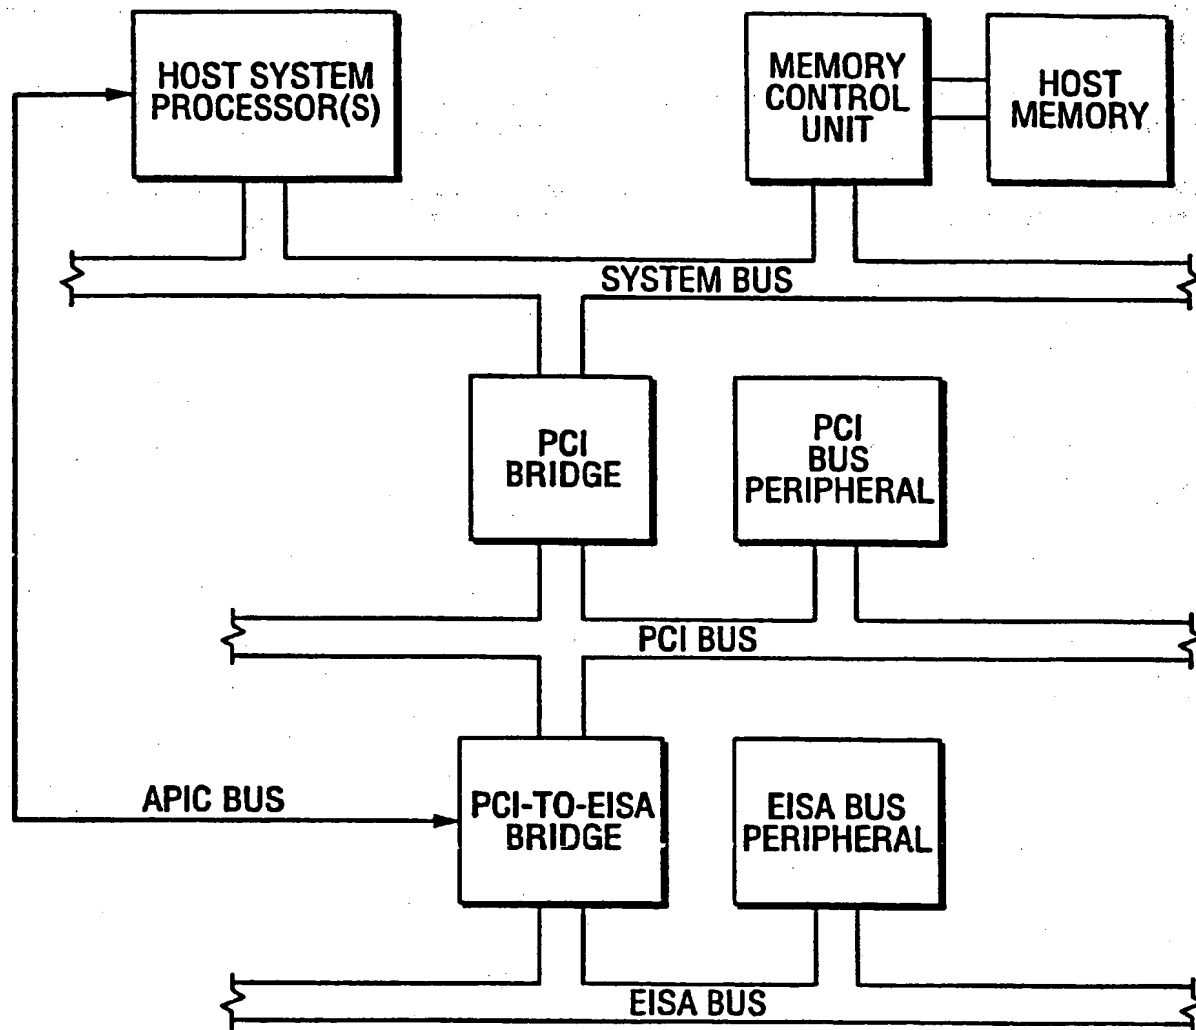 HOST SYSTEM
PROCESSOR(S)
MEMORY
CONTROL
UNIT
HOST
MEMORY
SYSTEM BUS
PCI
BRIDGE
PCI
BUS
PERIPHERAL
PCI BUS
APIC BUS
PCI-TO-EISA
BRIDGE
EISA BUS
PERIPHERAL
EISA BUS